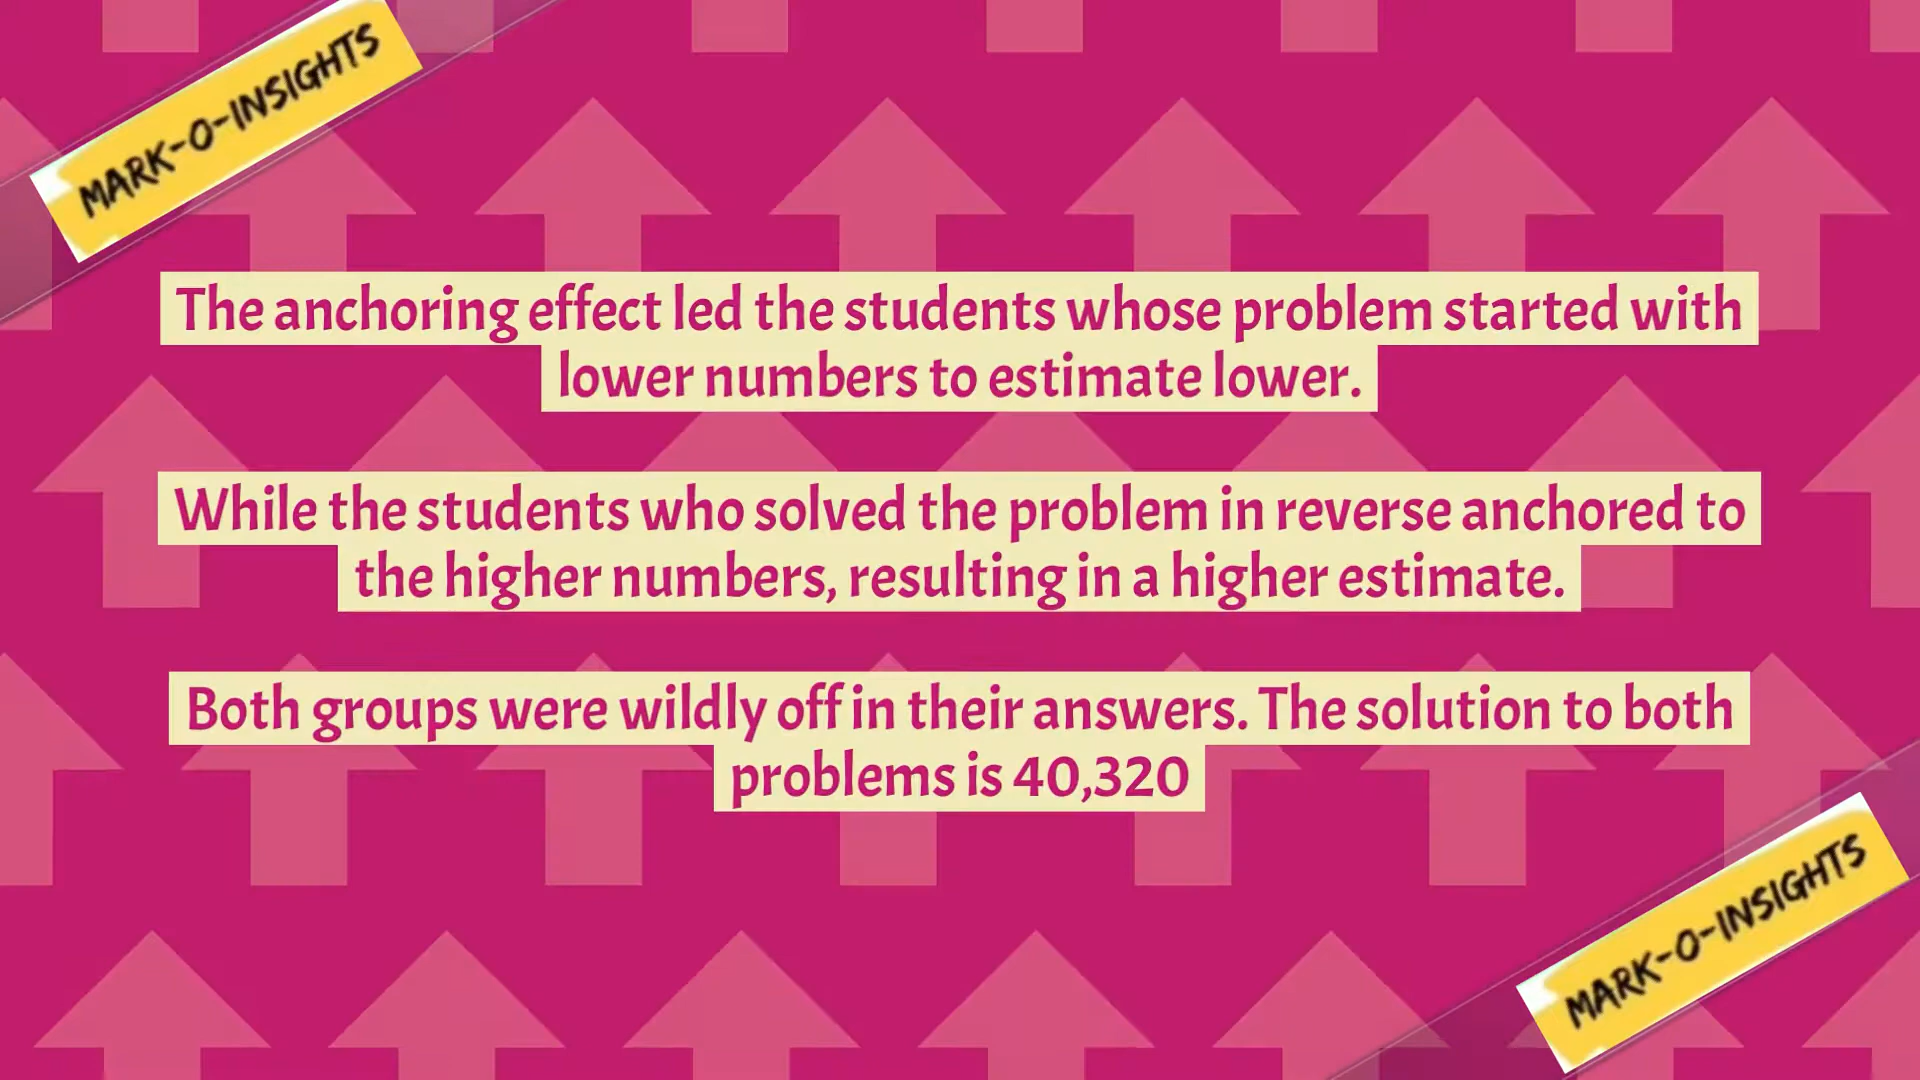 MARK-O-INSIGHTS
The anchoring effect led the students whose problem started with
lower numbers to estimate lower.
While the students who solved the problem in reverse anchored to
the higher numbers, resulting in a higher estimate.
Both groups were wildly off in their answers. The solution to both
problems is 40,320
MARK-O-INSIGHTS